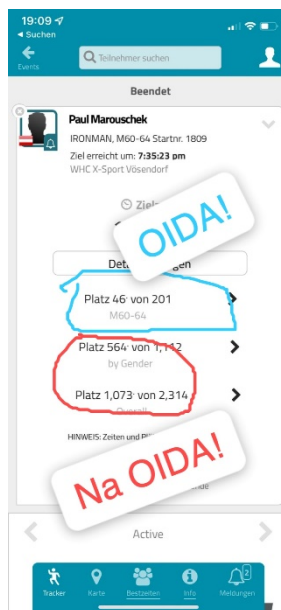 19:09
Suchen
Events
Teilnehmer suchen
Beendet
Paul Marouschek
IRONMAN, M60-64 Startnr. 1809
Ziel erreicht um: 7:35:23 pm
WHC X-Sport Vösendorf
OIDA!
Platz 46 von 201
M60-64
Platz 564 von
by Gender
Platz 1,073 von 2,314
HINWEIS: Zeiten und
Na OIDA!
Active
Tracker
Karte
Bestzeiten
Info
2
Meldungen